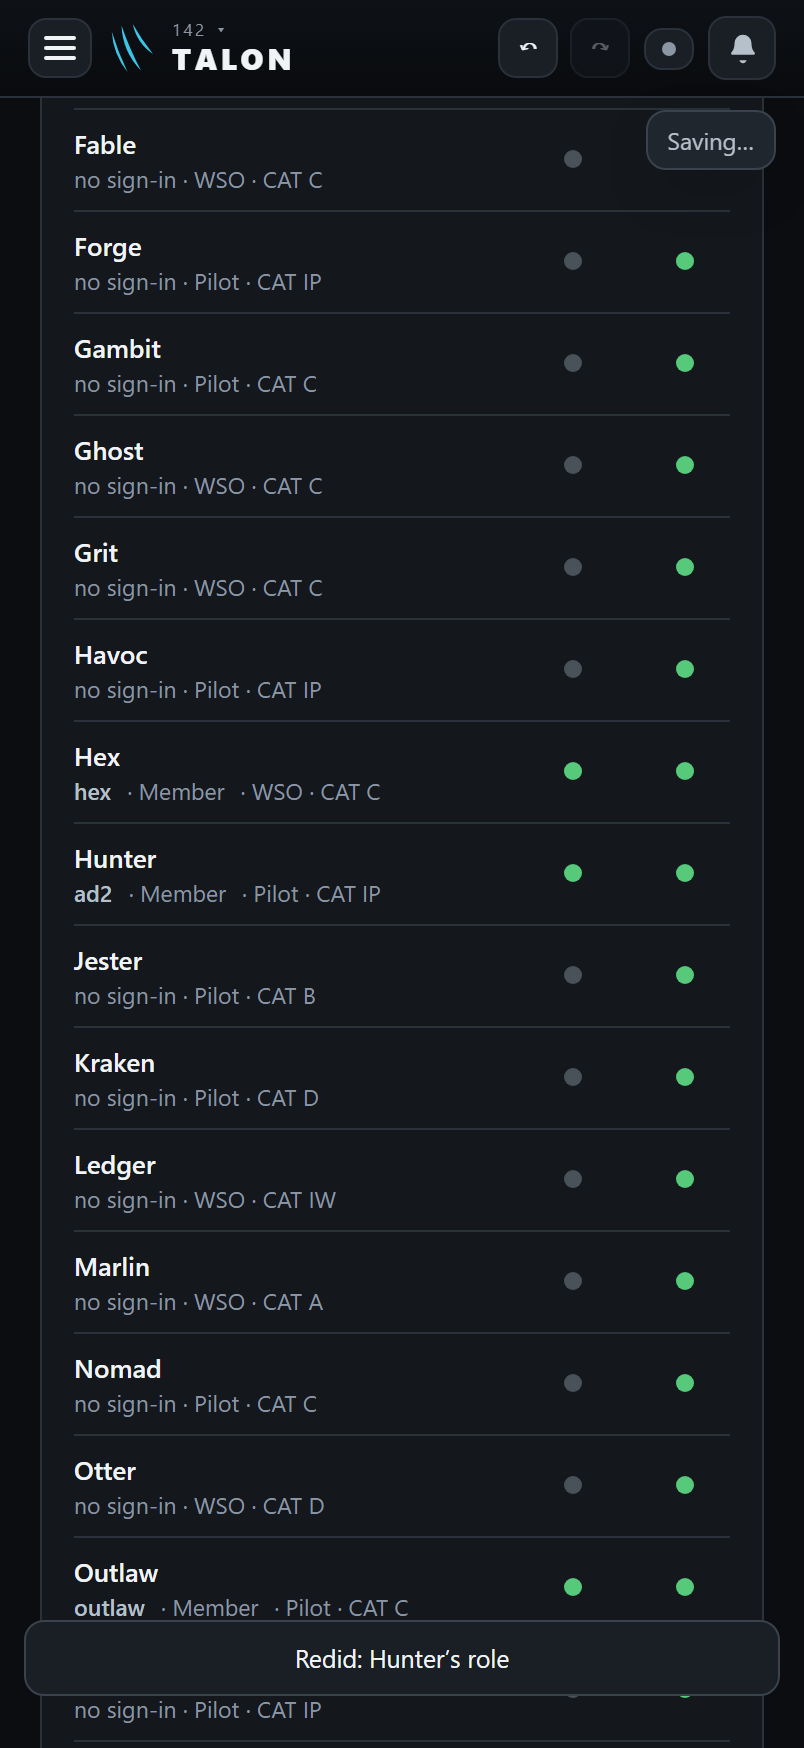 142
TALON
Saving...
Fable
no sign-in · WSO · CAT C
Forge
no sign-in · Pilot · CAT IP
Gambit
no sign-in · Pilot · CAT C
Ghost
no sign-in · WSO · CAT C
Grit
no sign-in · WSO · CAT C
Havoc
no sign-in · Pilot · CAT IP
Hex
hex · Member · WSO · CAT C
Hunter
ad2 · Member · Pilot · CAT IP
Jester
no sign-in · Pilot · CAT B
Kraken
no sign-in · Pilot · CAT D
Ledger
no sign-in · WSO · CAT IW
Marlin
no sign-in · WSO · CAT A
Nomad
no sign-in · Pilot · CAT C
Otter
no sign-in · WSO · CAT D
Outlaw
outlaw · Member · Pilot · CAT C
Redid: Hunter’s role
no sign-in · Pilot · CAT IP